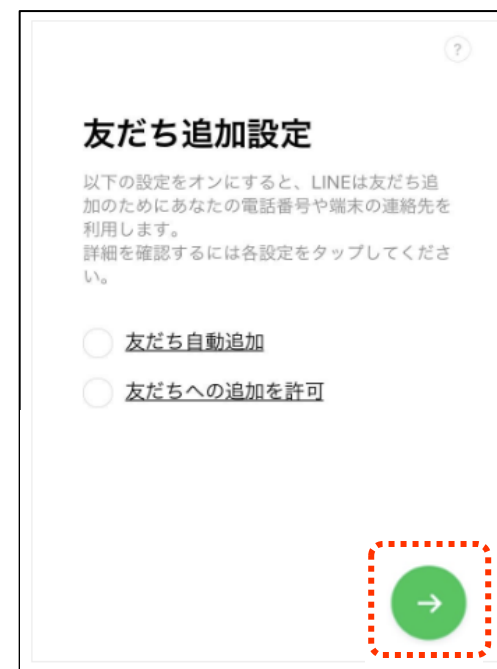 ?
友だち追加設定
以下の設定をオンにすると、LINEは友だち追
加のためにあなたの電話番号や端末の連絡先を
利用します。
詳細を確認するには各設定をタップしてくださ
い。
友だち自動追加
友だちへの追加を許可